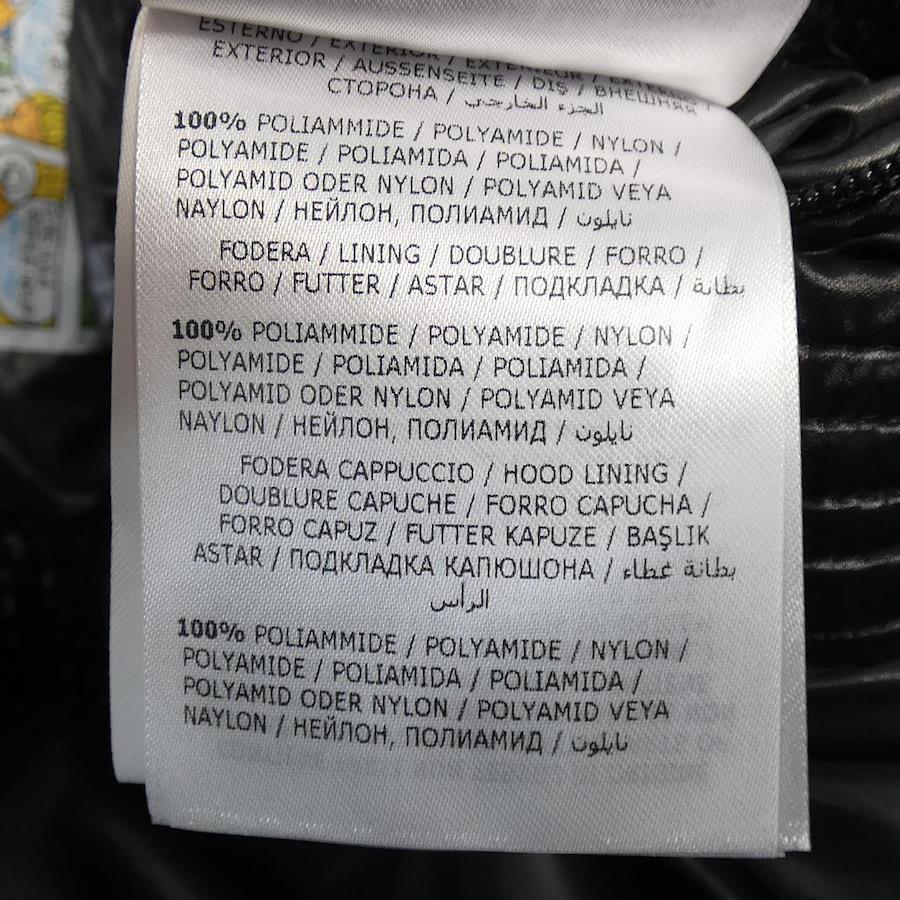 ESTERNO / EXTERIOR / EXTERIEUR /
EXTERIOR / AUSSENSEITE / DIŞ / ВНЕШНЯЯ /
СТОРОНА / الجزء الخارجي
100% POLIAMMIDE / POLYAMIDE / NYLON /
POLYAMIDE / POLIAMIDA / POLIAMIDA /
POLYAMID ODER NYLON / POLYAMID VEYA
NAYLON / НЕЙЛОН, ПОЛИАМИД / نايلون
FODERA / LINING / DOUBLURE / FORRO /
FORRO / FUTTER / ASTAR / ПОДКЛАДКА / بطانة
100% POLIAMMIDE / POLYAMIDE / NYLON /
POLYAMIDE / POLIAMIDA / POLIAMIDA /
POLYAMID ODER NYLON / POLYAMID VEYA
NAYLON / НЕЙЛОН, ПОЛИАМИД / نايلون
FODERA CAPPUCCIO / HOOD LINING /
DOUBLURE CAPUCHE / FORRO CAPUCHA /
FORRO CAPUZ / FUTTER KAPUZE / BAŞLIK
ASTAR / ПОДКЛАДКА КАПЮШОНА / بطانة غطاء
الرأس
100% POLIAMMIDE / POLYAMIDE / NYLON /
POLYAMIDE / POLIAMIDA / POLIAMIDA /
POLYAMID ODER NYLON / POLYAMID VEYA
NAYLON / НЕЙЛОН, ПОЛИАМИД / نايلون